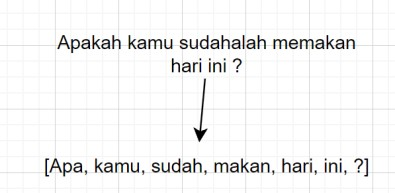 Apakah kamu sudahalah memakan
hari ini ?
[Apa, kamu, sudah, makan, hari, ini, ?]